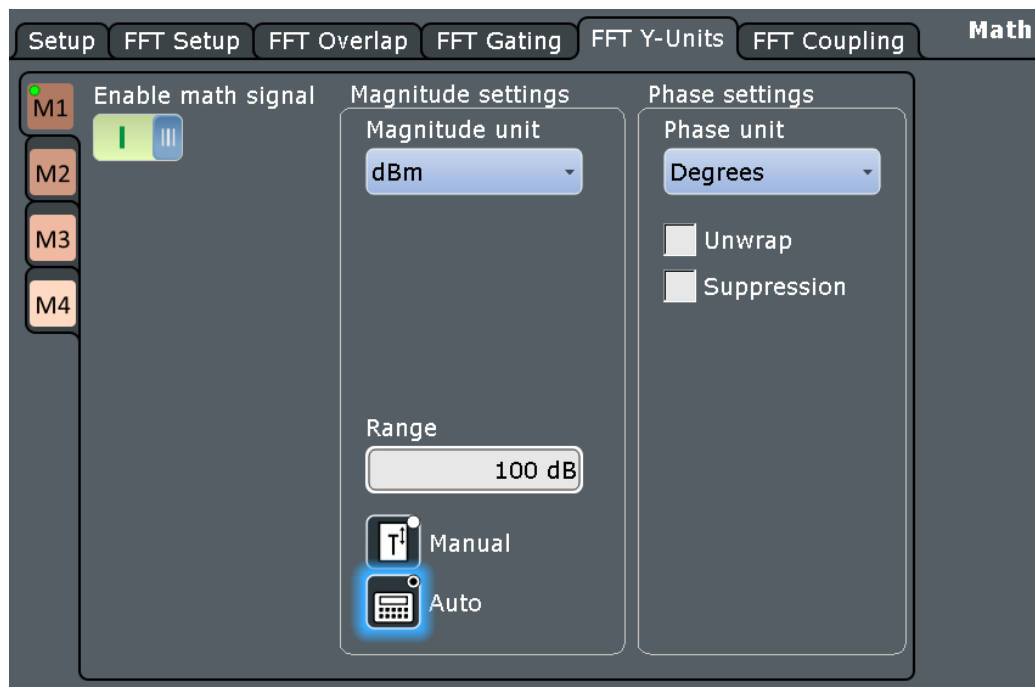 Setup FFT Setup FFT Overlap FFT Gating FFT Y-Units FFT Coupling Math
M1
M2
M3
M4
Enable math signal
Magnitude settings
Magnitude unit
dBm
Range
100 dB
Manual
Auto
Phase settings
Phase unit
Degrees
Unwrap
Suppression